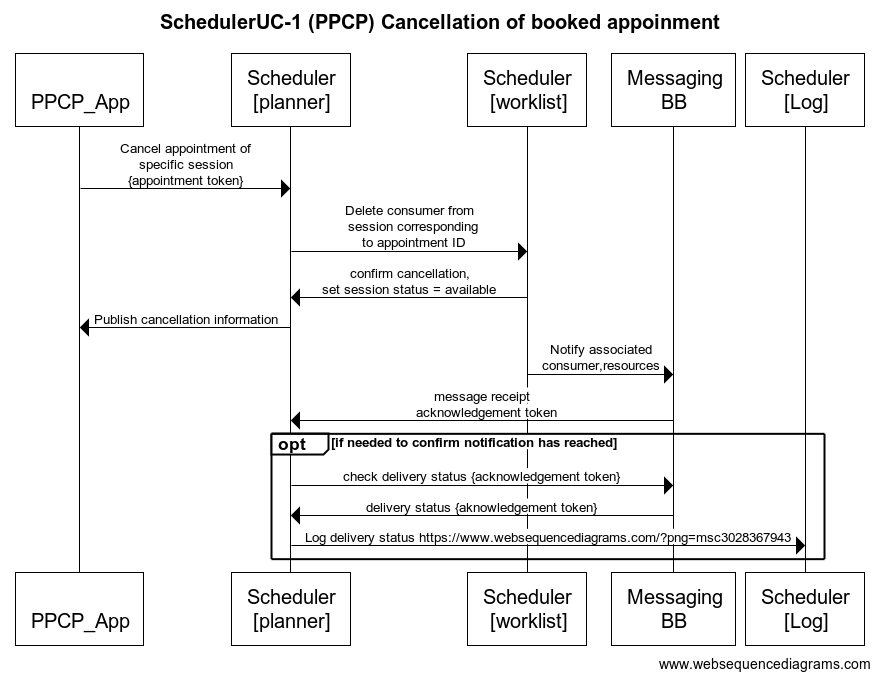 SchedulerUC-1 (PPCP) Cancellation of booked appoinment
PPCP_App
Scheduler
[planner]
Scheduler
[worklist]
Messaging
BB
Scheduler
[Log]
Cancel appointment of
specific session
{appointment token}
Delete consumer from
session corresponding
to appointment ID
confirm cancellation,
set session status = available
Publish cancellation information
Notify associated
consumer,resources
message receipt
acknowledgement token
opt [if needed to confirm notification has reached]
check delivery status {acknowledgement token}
delivery status {aknowledgement token}
Log delivery status https://www.websequencediagrams.com/?png=msc3028367943
PPCP_App
Scheduler
[planner]
Scheduler
[worklist]
Messaging
BB
Scheduler
[Log]
www.websequencediagrams.com